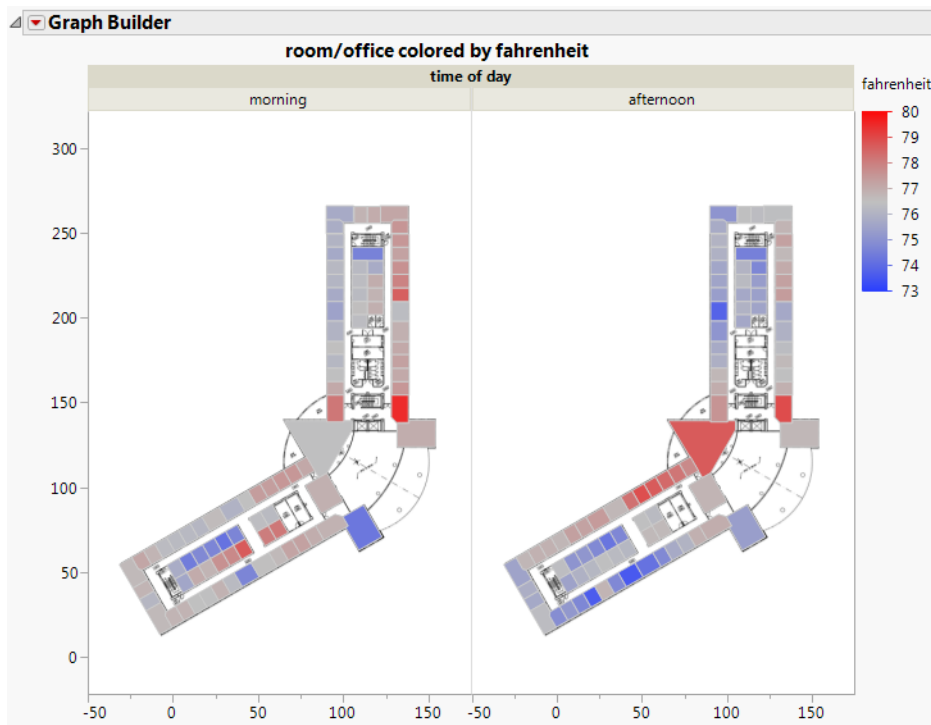 Graph Builder
room/office colored by fahrenheit
time of day
morning afternoon
fahrenheit
80
79
78
77
76
75
74
73
300
250
200
150
100
50
0
-50 0 50 100 150 -50 0 50 100 150